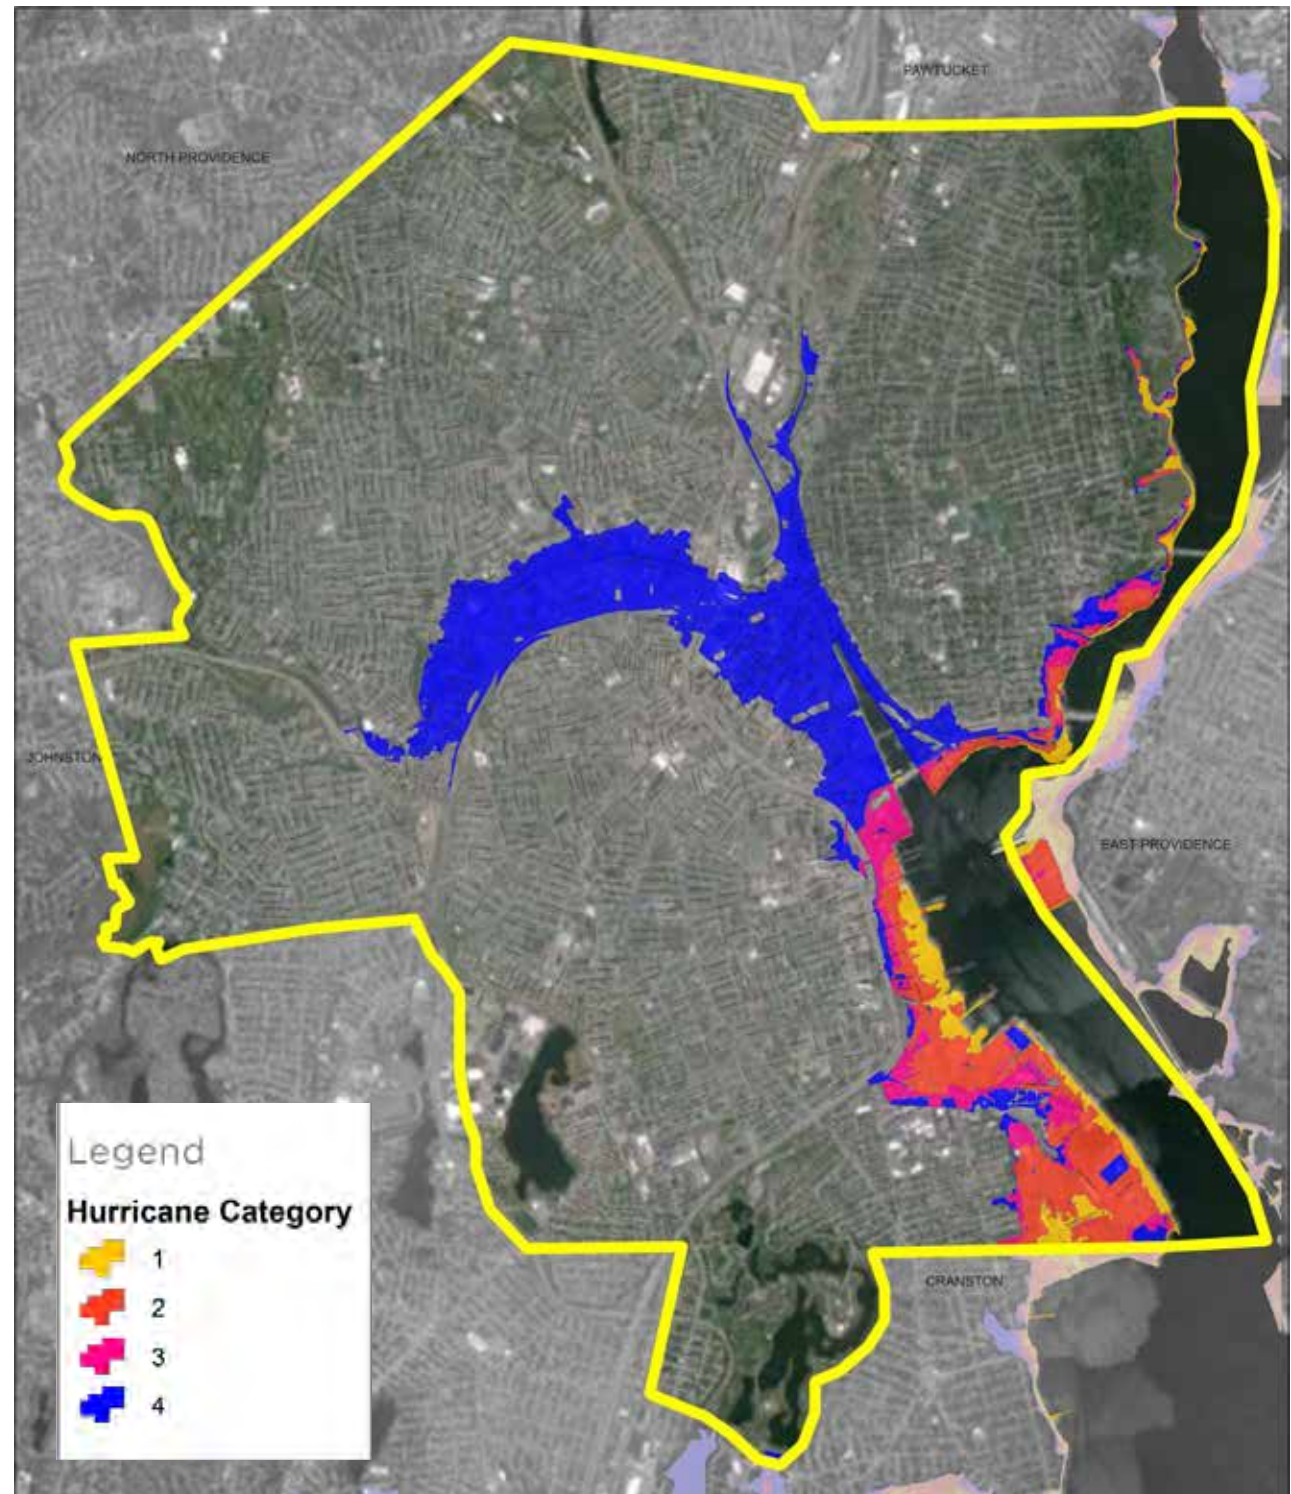 PAWTUCKET
NORTH PROVIDENCE
JOHNSTON
EAST PROVIDENCE
Legend
Hurricane Category
1
2
3
4
CRANSTON